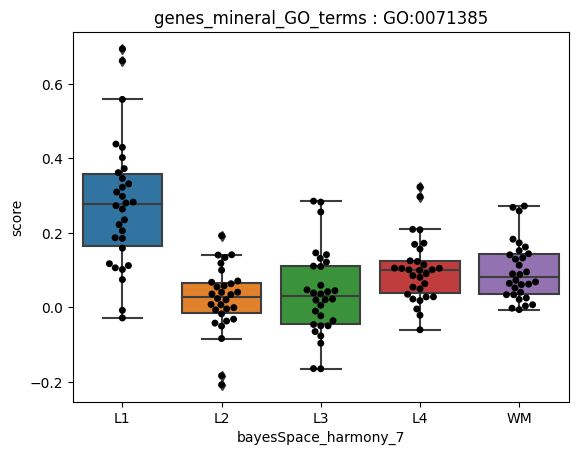 genes_mineral_GO_terms : GO:0071385
score
0.6
0.4
0.2
0.0
−0.2
L1 L2 L3 L4 WM
bayesSpace_harmony_7